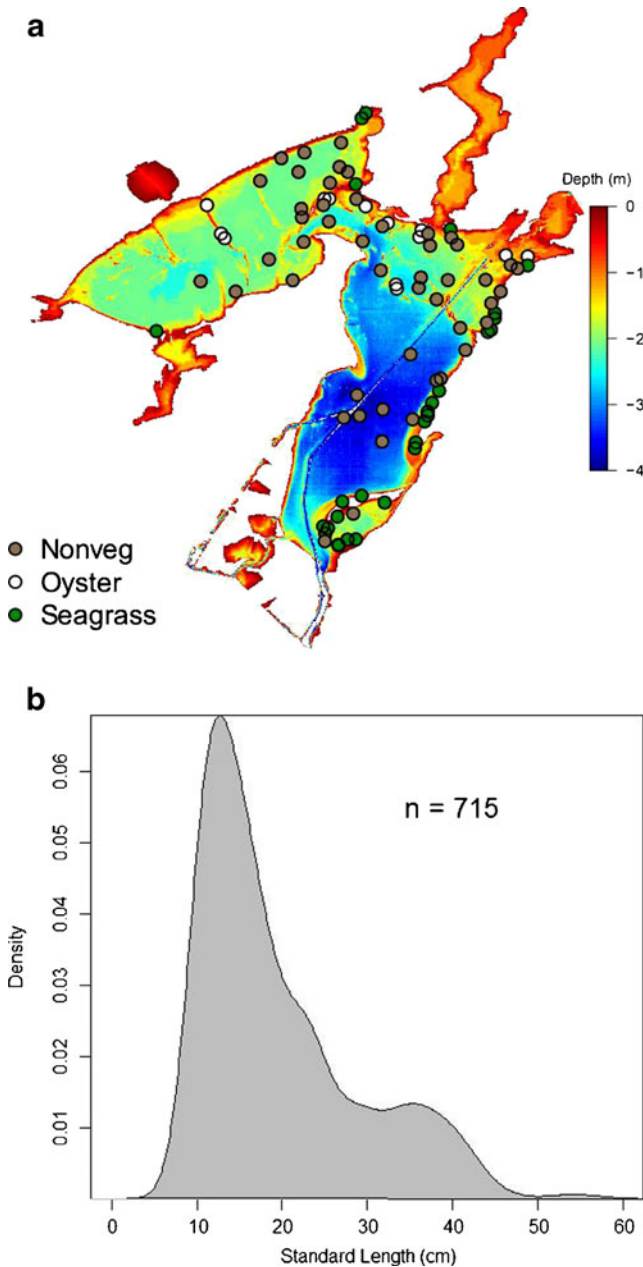 a
Depth (m)
0
-1
-2
-3
-4
Nonveg
Oyster
Seagrass
b
n = 715
Density
0.06
0.05
0.04
0.03
0.02
0.01
0 10 20 30 40 50 60
Standard Length (cm)